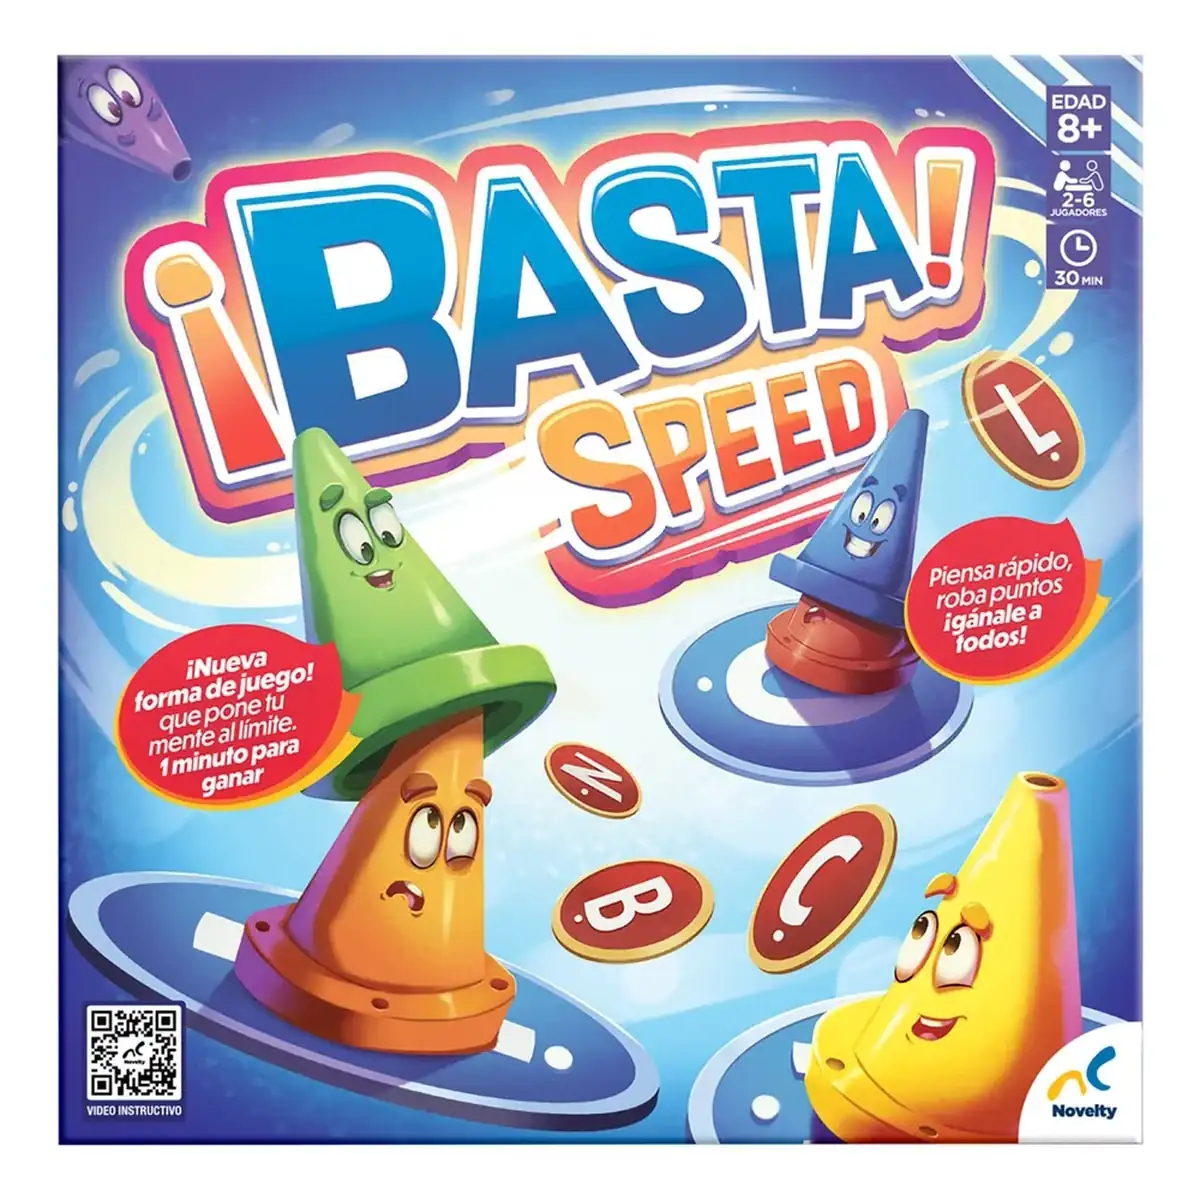 EDAD
8+
2-6
JUGADORES
30 MIN
¡BASTA!
SPEED
L.
Piensa rápido,
roba puntos
¡gánale a
todos!
¡Nueva
forma de juego!
que pone tu
mente al límite.
1 minuto para
ganar
N.
B.
C.
Novelty
VIDEO INSTRUCTIVO
Novelty